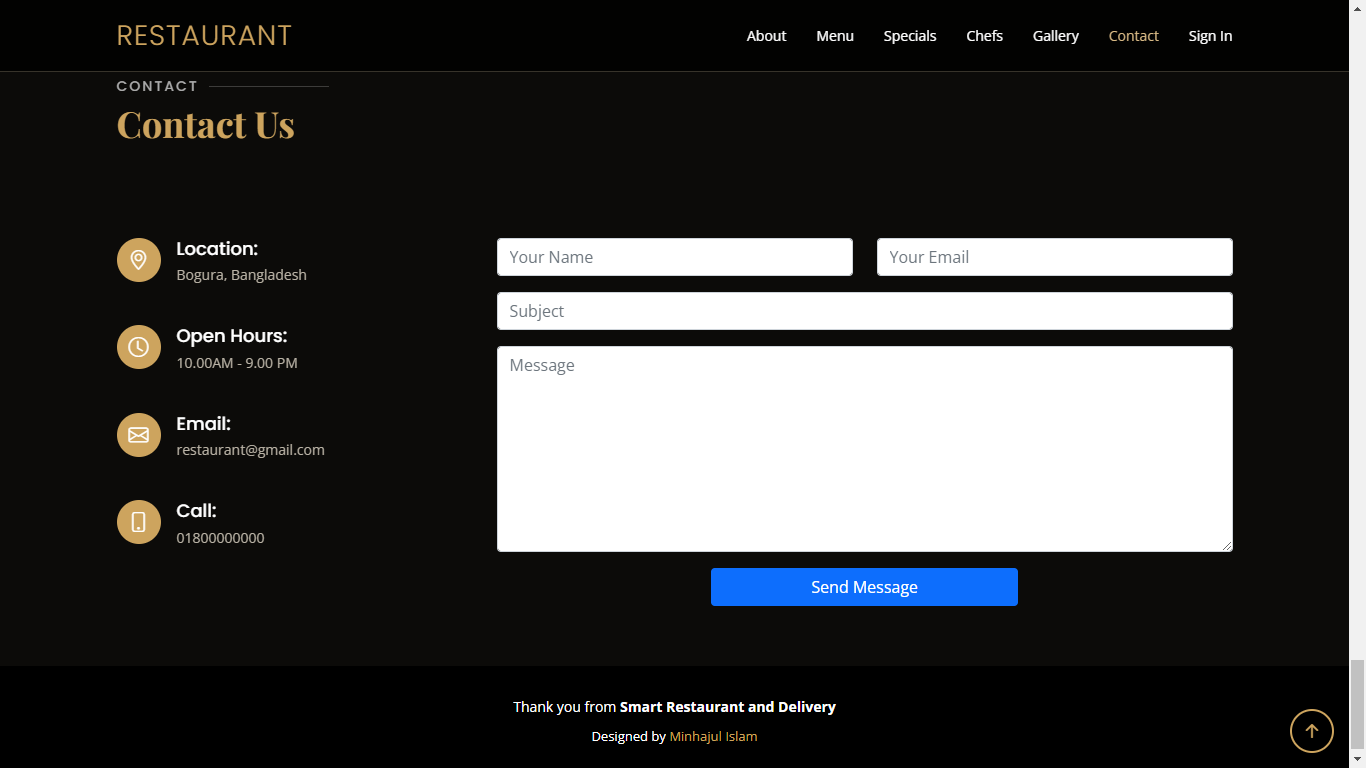 RESTAURANT
About Menu Specials Chefs Gallery Contact Sign In
CONTACT
Contact Us
Location:
Bogura, Bangladesh
Open Hours:
10.00AM - 9.00 PM
Email:
restaurant@gmail.com
Call:
01800000000
Your Name
Your Email
Subject
Message
Send Message
Thank you from Smart Restaurant and Delivery
Designed by Minhajul Islam